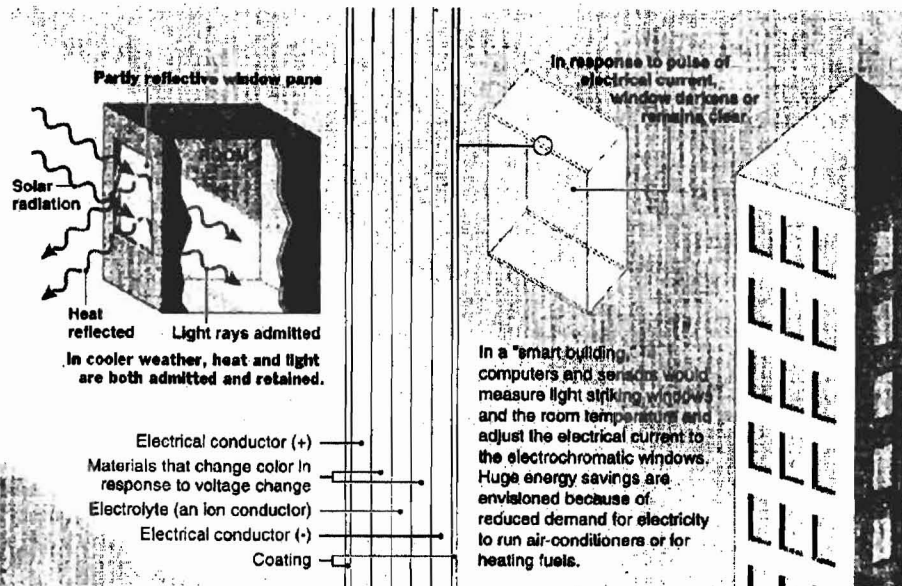 Partly reflective window pane
ROOM
Solar
radiation
Heat
reflected
Light rays admitted
In cooler weather, heat and light
are both admitted and retained.
In response to pulse of
electrical current,
window darkens or
remains clear.
In a "smart building,"
computers and sensors would
measure light striking windows
and the room temperature and
adjust the electrical current to
the electrochromatic windows.
Huge energy savings are
envisioned because of
reduced demand for electricity
to run air-conditioners or for
heating fuels.
Electrical conductor (+)
Materials that change color in
response to voltage change
Electrolyte (an ion conductor)
Electrical conductor (-)
Coating